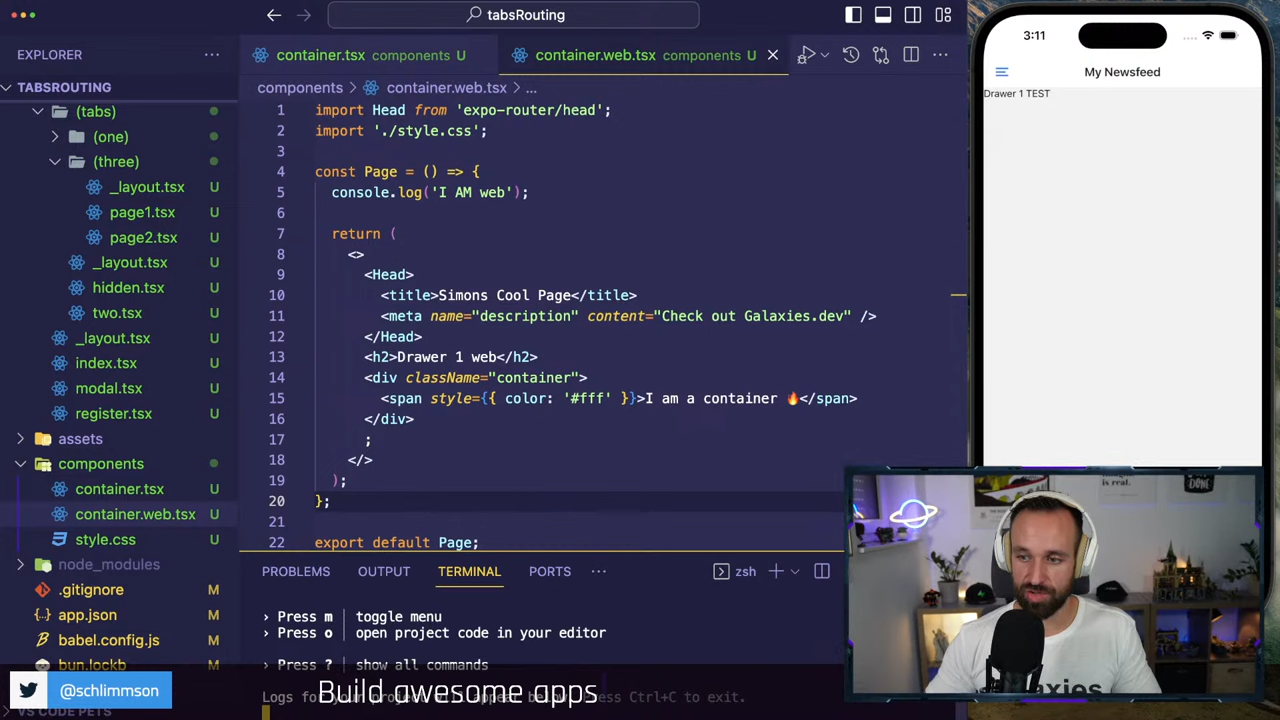 tabsRouting
EXPLORER
TABSROUTING
(tabs)
(one)
(three)
_layout.tsx U
page1.tsx U
page2.tsx U
_layout.tsx U
hidden.tsx U
two.tsx U
_layout.tsx U
index.tsx U
modal.tsx U
register.tsx U
assets
components
container.tsx U
container.web.tsx U
style.css U
node_modules
.gitignore M
app.json M
babel.config.js M
bun.lockb M
VS CODE PETS
container.tsx components U
container.web.tsx components U
components > container.web.tsx > ...
1 import Head from 'expo-router/head';
2 import './style.css';
3
4 const Page = () => {
5 console.log('I AM web');
6
7 return (
8 <>
9 <Head>
10 <title>Simons Cool Page</title>
11 <meta name="description" content="Check out Galaxies.dev" />
12 </Head>
13 <h2>Drawer 1 web</h2>
14 <div className="container">
15 <span style={{ color: '#fff' }}>I am a container 🔥</span>
16 </div>
17 ;
18 </>
19 );
20 };
21
22 export default Page;
PROBLEMS OUTPUT TERMINAL PORTS
zsh
› Press m │ toggle menu
› Press o │ open project code in your editor
› Press ? │ show all commands
Build awesome apps
@schlimmson
3:11
My Newsfeed
Drawer 1 TEST